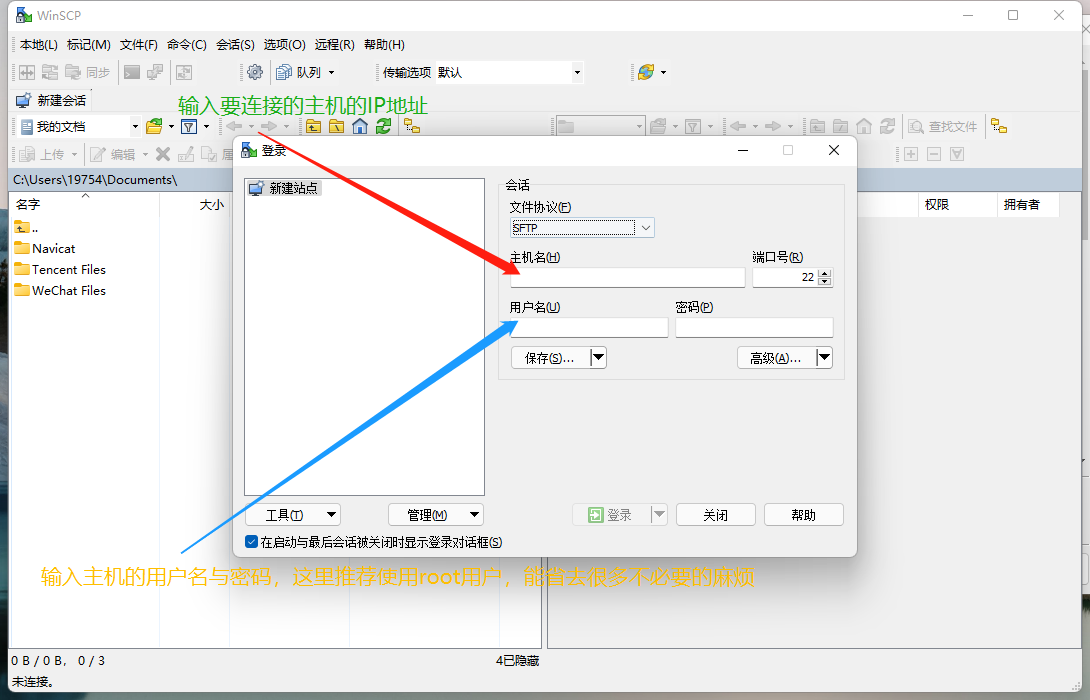 WinSCP
本地(L) 标记(M) 文件(F) 命令(C) 会话(S) 选项(O) 远程(R) 帮助(H)
同步 队列 传输选项 默认
新建会话
输入要连接的主机的IP地址
我的文档 查找文件
上传 编辑
登录
C:\Users\19754\Documents\
新建站点
会话
名字 大小 权限 拥有者
文件协议(F)
..
SFTP
Navicat
Tencent Files
WeChat Files
主机名(H) 端口号(R)
22
用户名(U) 密码(P)
保存(S)... 高级(A)...
工具(T) 管理(M) 登录 关闭 帮助
在启动与最后会话被关闭时显示登录对话框(S)
输入主机的用户名与密码，这里推荐使用root用户，能省去很多不必要的麻烦
0 B / 0 B， 0 / 3 4已隐藏
未连接。